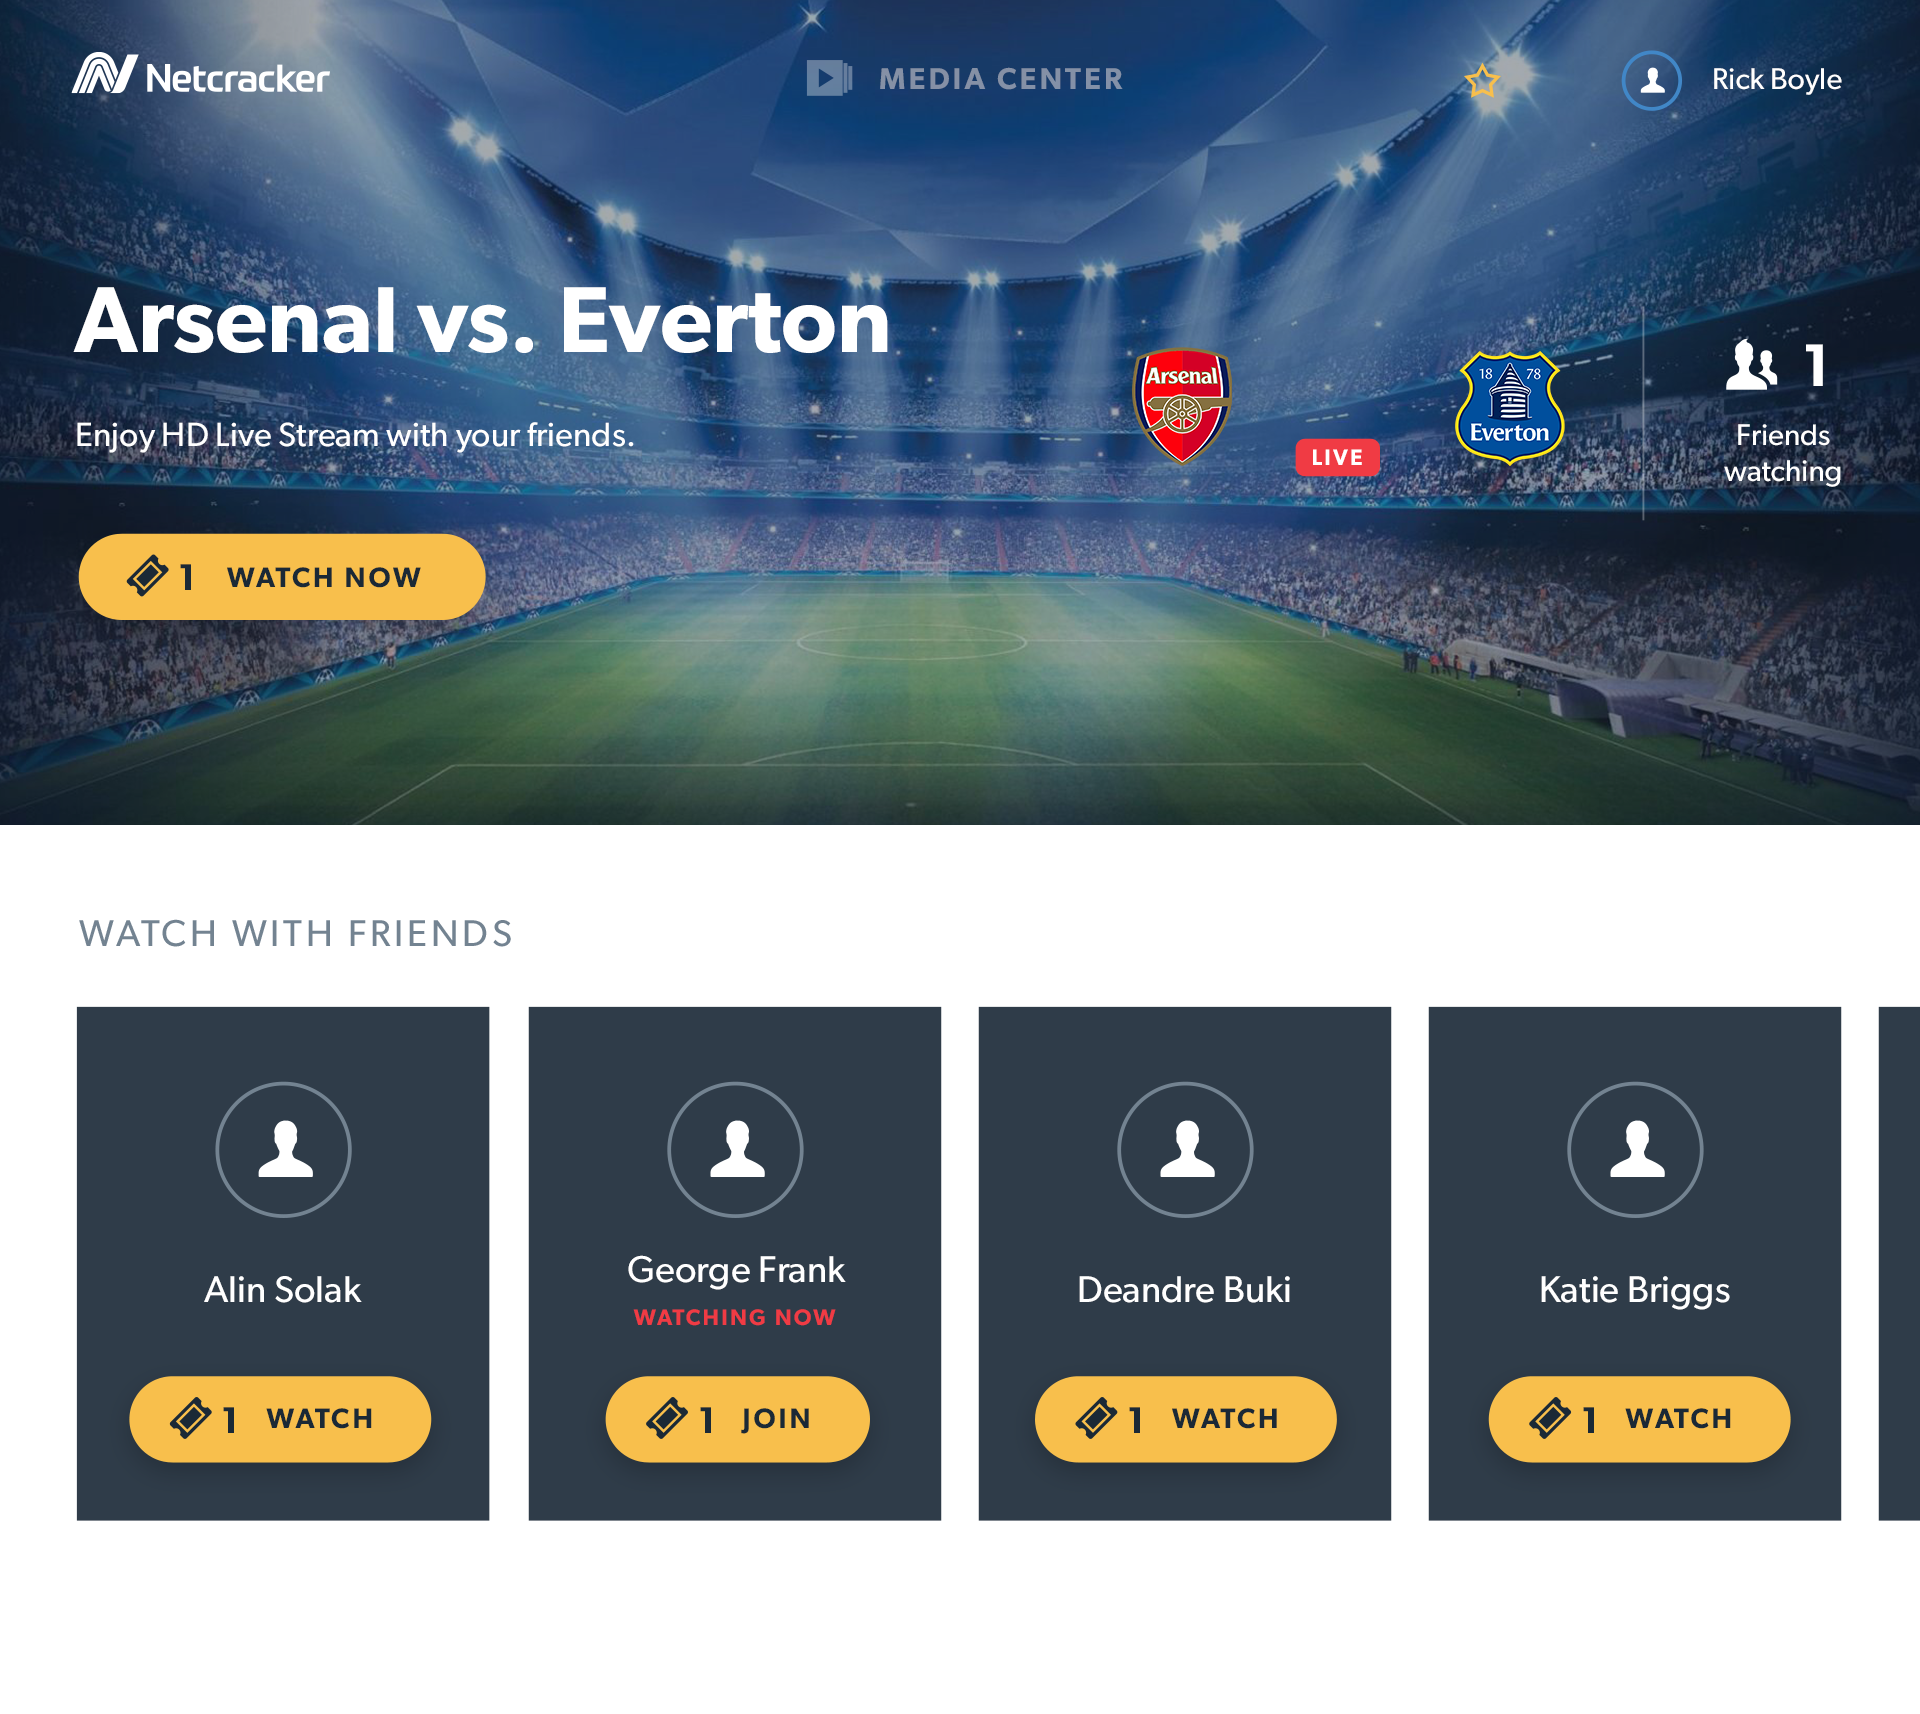 Netcracker
MEDIA CENTER
Rick Boyle
Arsenal vs. Everton
Enjoy HD Live Stream with your friends.
1 WATCH NOW
Arsenal
LIVE
18 78
Everton
1
Friends
watching
WATCH WITH FRIENDS
Alin Solak
1 WATCH
George Frank
WATCHING NOW
1 JOIN
Deandre Buki
1 WATCH
Katie Briggs
1 WATCH